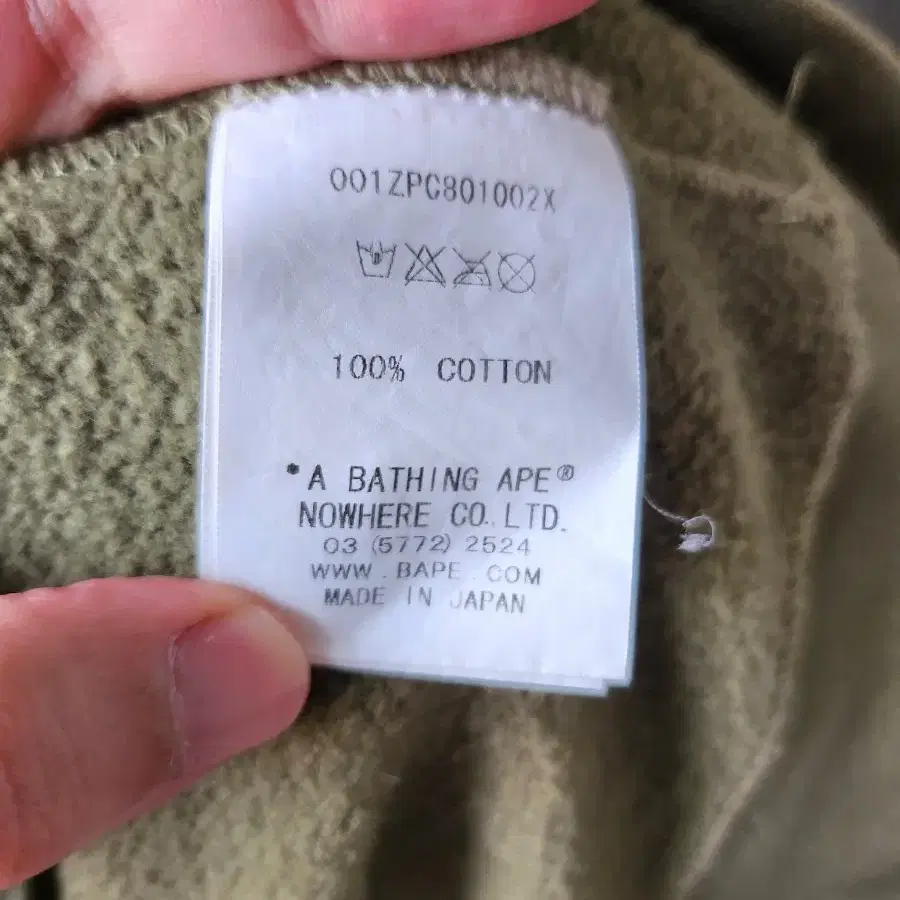 001ZPC801002X
100% COTTON
*A BATHING APE®
NOWHERE CO., LTD.
03 (5772) 2524
WWW . BAPE . COM
MADE IN JAPAN